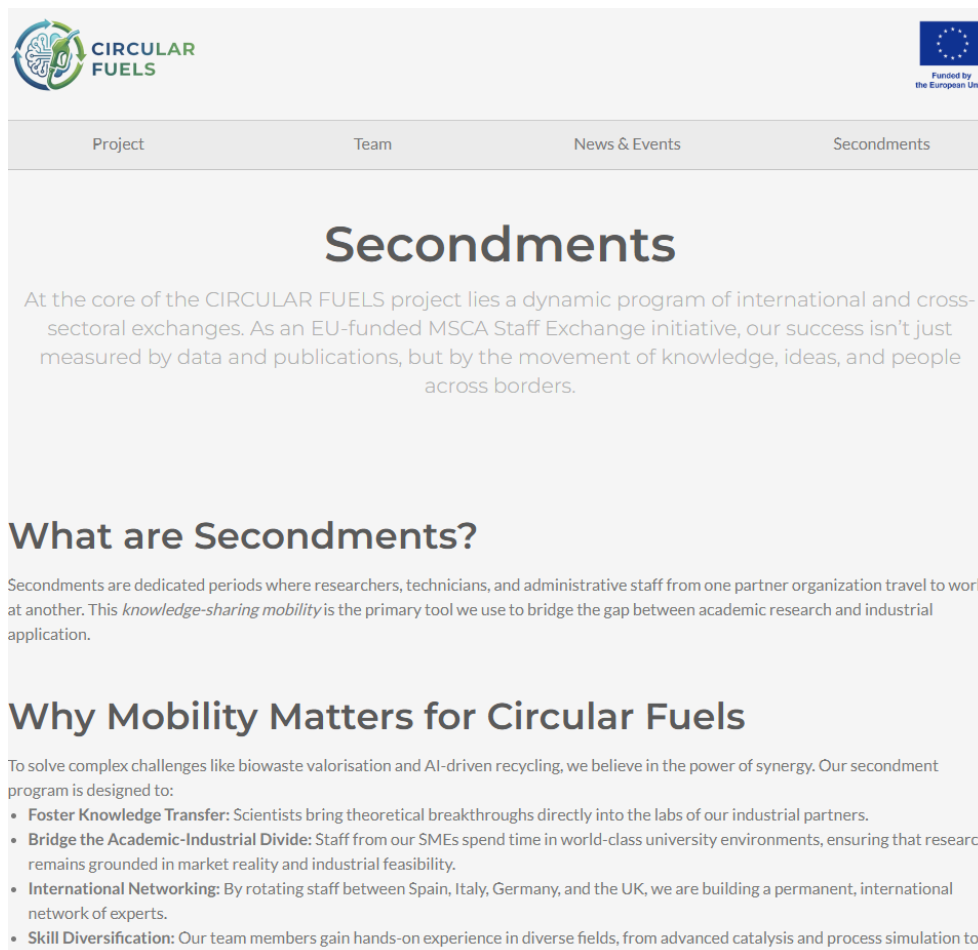 CIRCULAR
FUELS
Funded by
the European Un
Project
Team
News & Events
Secondments
Secondments
At the core of the CIRCULAR FUELS project lies a dynamic program of international and cross-
sectoral exchanges. As an EU-funded MSCA Staff Exchange initiative, our success isn't just
measured by data and publications, but by the movement of knowledge, ideas, and people
across borders.
What are Secondments?
Secondments are dedicated periods where researchers, technicians, and administrative staff from one partner organization travel to wor
at another. This knowledge-sharing mobility is the primary tool we use to bridge the gap between academic research and industrial
application.
Why Mobility Matters for Circular Fuels
To solve complex challenges like biowaste valorisation and AI-driven recycling, we believe in the power of synergy. Our secondment
program is designed to:
• Foster Knowledge Transfer: Scientists bring theoretical breakthroughs directly into the labs of our industrial partners.
• Bridge the Academic-Industrial Divide: Staff from our SMEs spend time in world-class university environments, ensuring that researc
remains grounded in market reality and industrial feasibility.
• International Networking: By rotating staff between Spain, Italy, Germany, and the UK, we are building a permanent, international
network of experts.
• Skill Diversification: Our team members gain hands-on experience in diverse fields, from advanced catalysis and process simulation to